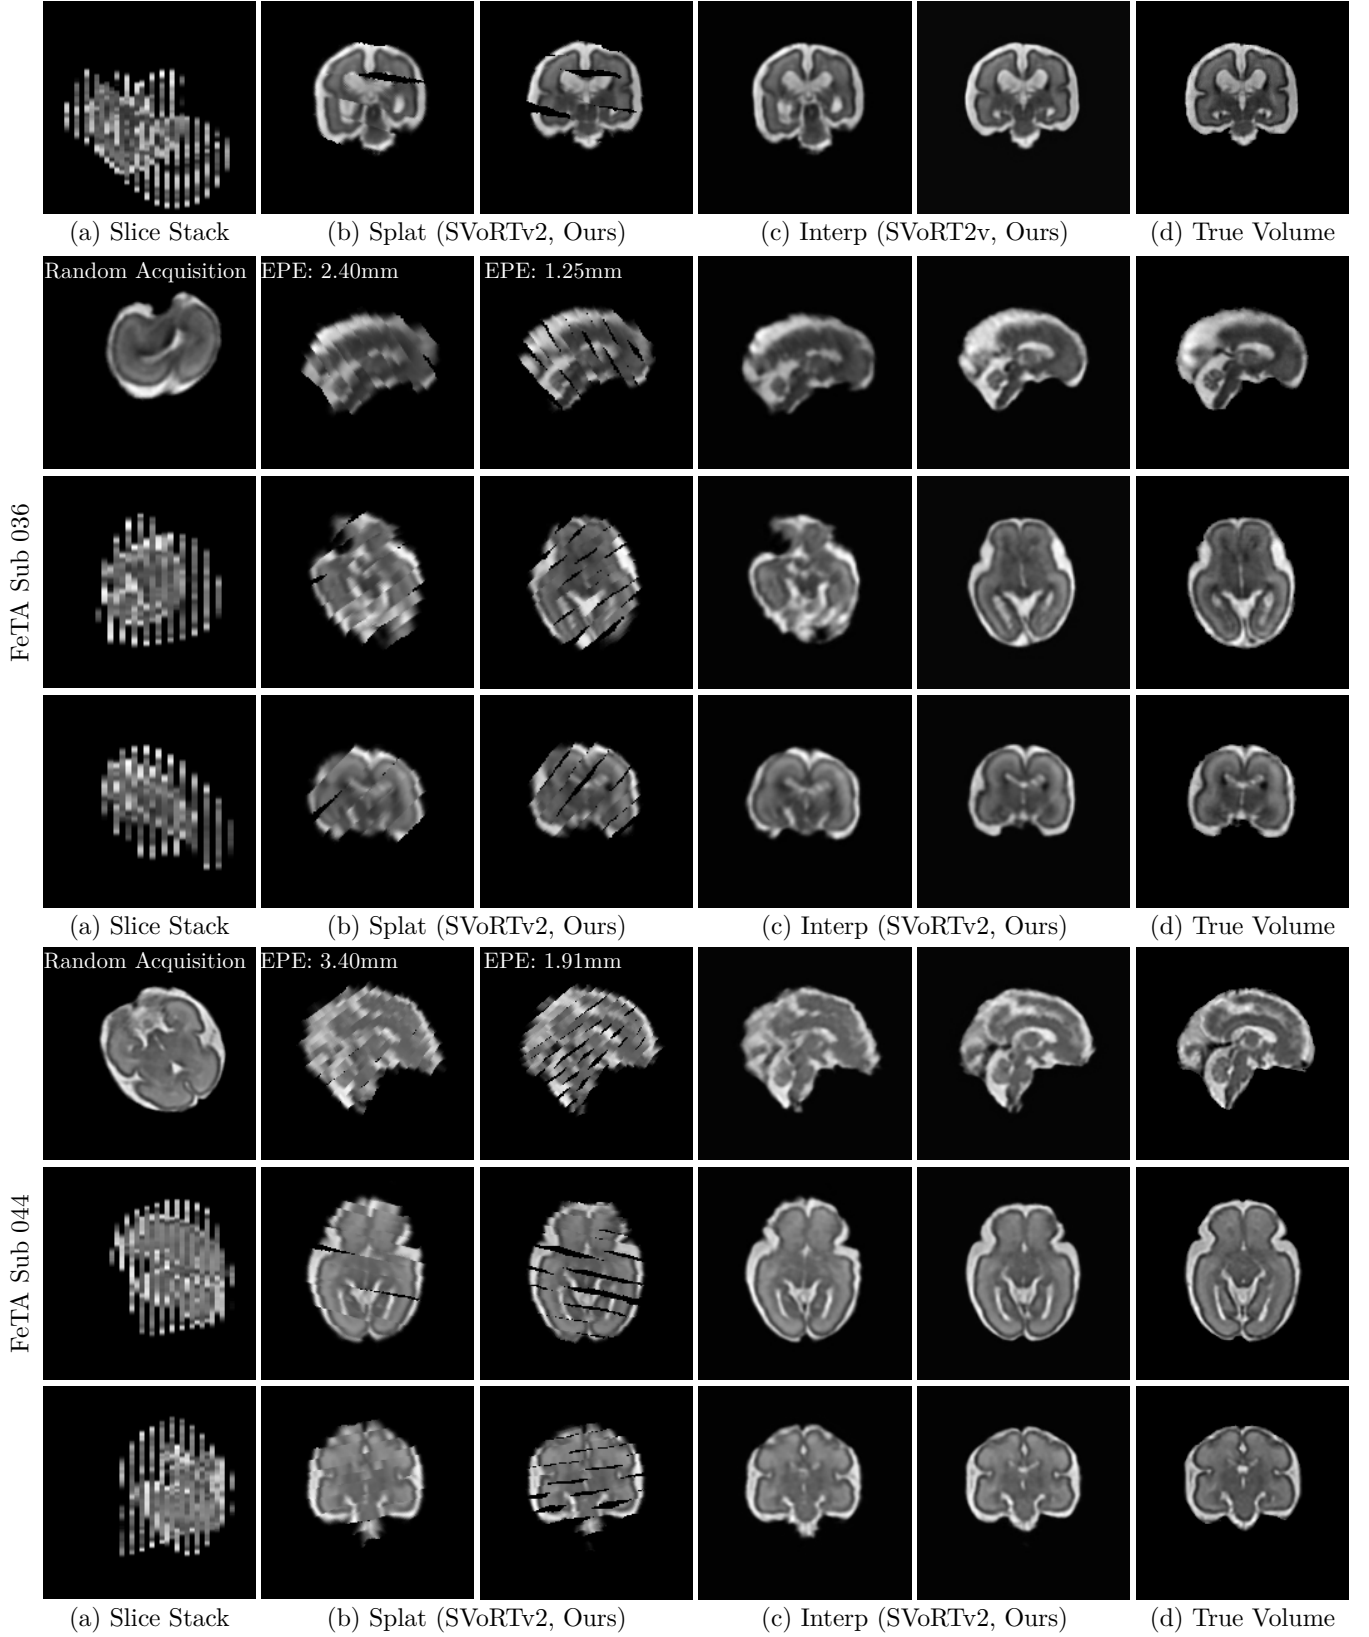 (a) Slice Stack
(b) Splat (SVoRTv2, Ours)
(c) Interp (SVoRT2v, Ours)
(d) True Volume
Random Acquisition
EPE: 2.40mm
EPE: 1.25mm
FeTA Sub 036
(a) Slice Stack
(b) Splat (SVoRTv2, Ours)
(c) Interp (SVoRTv2, Ours)
(d) True Volume
Random Acquisition
EPE: 3.40mm
EPE: 1.91mm
FeTA Sub 044
(a) Slice Stack
(b) Splat (SVoRTv2, Ours)
(c) Interp (SVoRTv2, Ours)
(d) True Volume